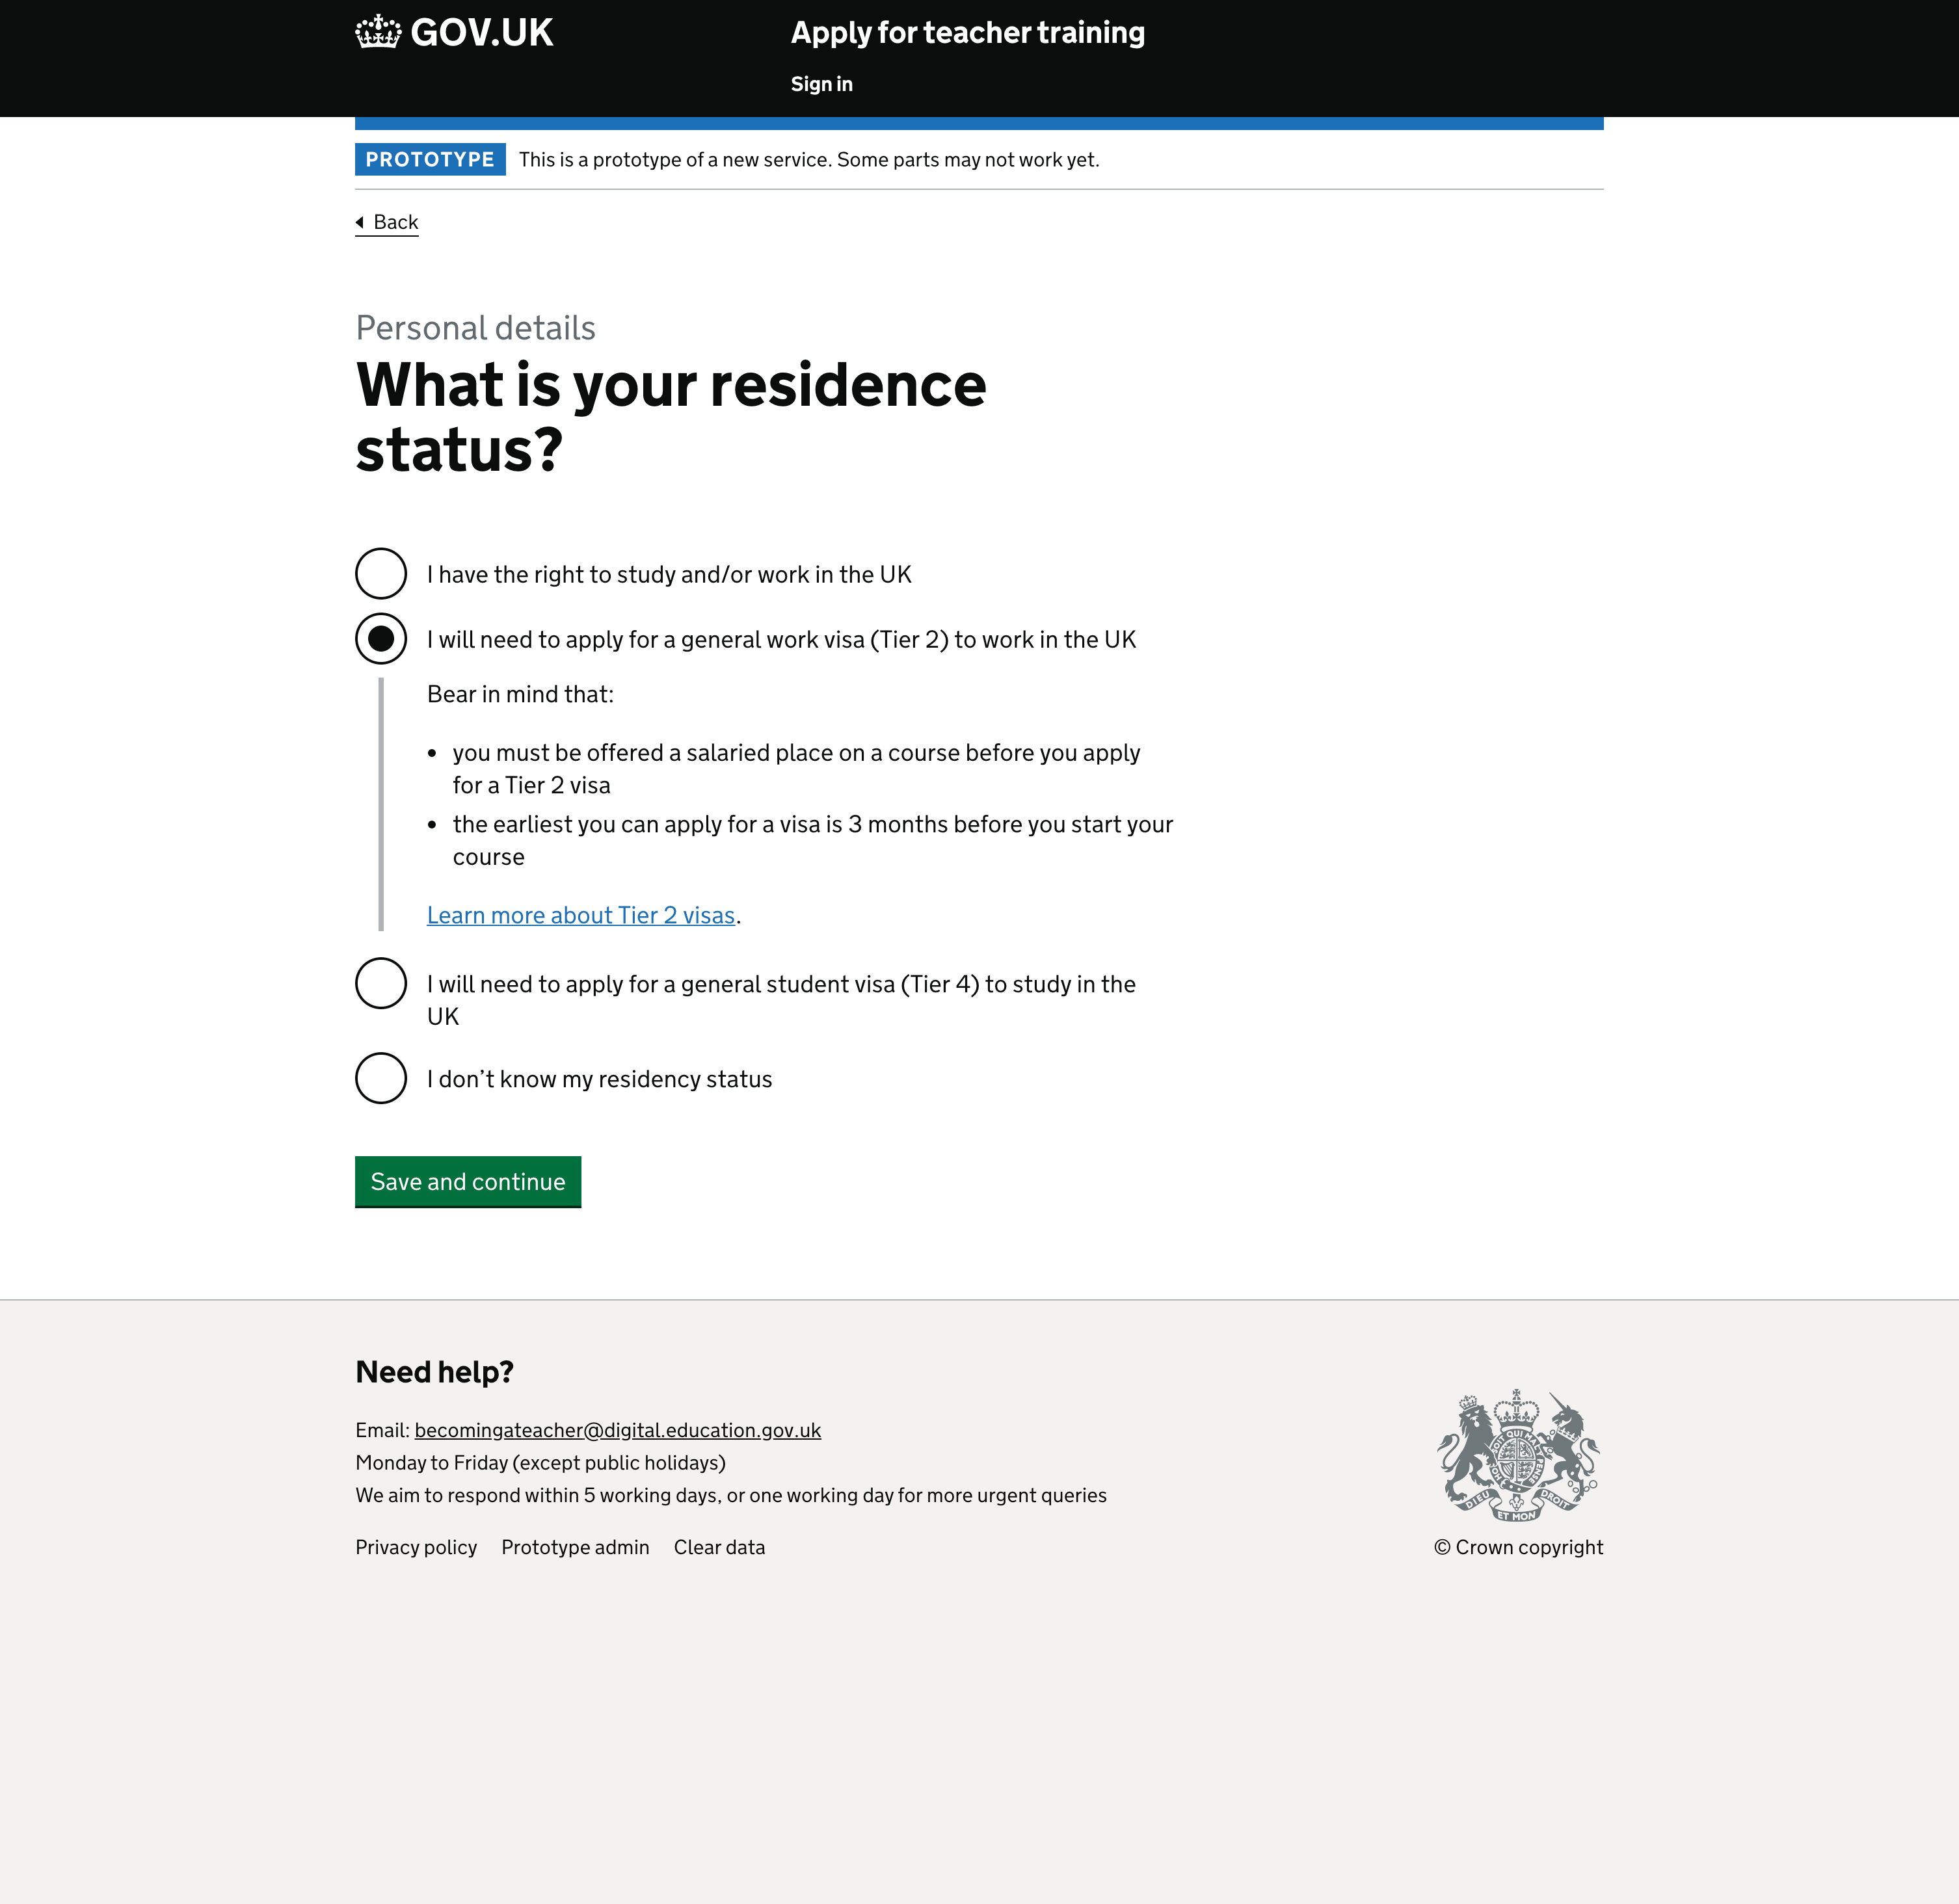 GOV.UK
Apply for teacher training
Sign in
PROTOTYPE This is a prototype of a new service. Some parts may not work yet.
Back
Personal details
What is your residence
status?
I have the right to study and/or work in the UK
I will need to apply for a general work visa (Tier 2) to work in the UK
Bear in mind that:
• you must be offered a salaried place on a course before you apply
for a Tier 2 visa
• the earliest you can apply for a visa is 3 months before you start your
course
Learn more about Tier 2 visas.
I will need to apply for a general student visa (Tier 4) to study in the
UK
I don’t know my residency status
Save and continue
Need help?
Email: becomingateacher@digital.education.gov.uk
Monday to Friday (except public holidays)
We aim to respond within 5 working days, or one working day for more urgent queries
Privacy policy Prototype admin Clear data
DIEU ET MON DROIT
© Crown copyright